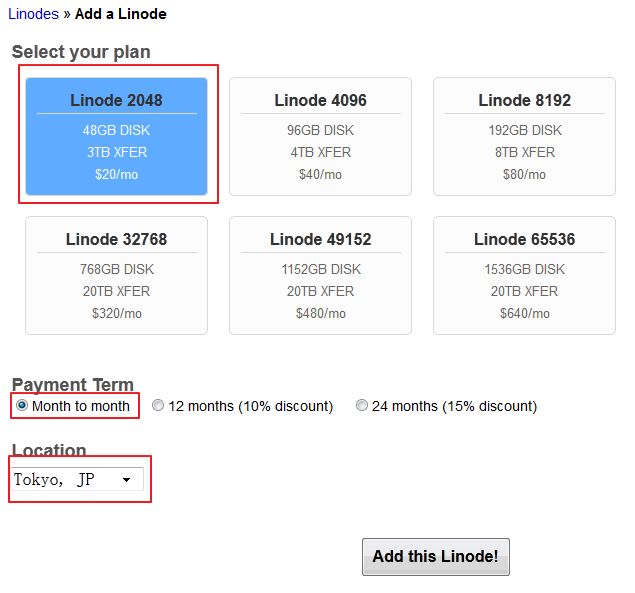 Linodes » Add a Linode
Select your plan
Linode 2048
48GB DISK
3TB XFER
$20/mo
Linode 4096
96GB DISK
4TB XFER
$40/mo
Linode 8192
192GB DISK
8TB XFER
$80/mo
Linode 32768
768GB DISK
20TB XFER
$320/mo
Linode 49152
1152GB DISK
20TB XFER
$480/mo
Linode 65536
1536GB DISK
20TB XFER
$640/mo
Payment Term
Month to month 12 months (10% discount) 24 months (15% discount)
Location
Tokyo, JP
Add this Linode!